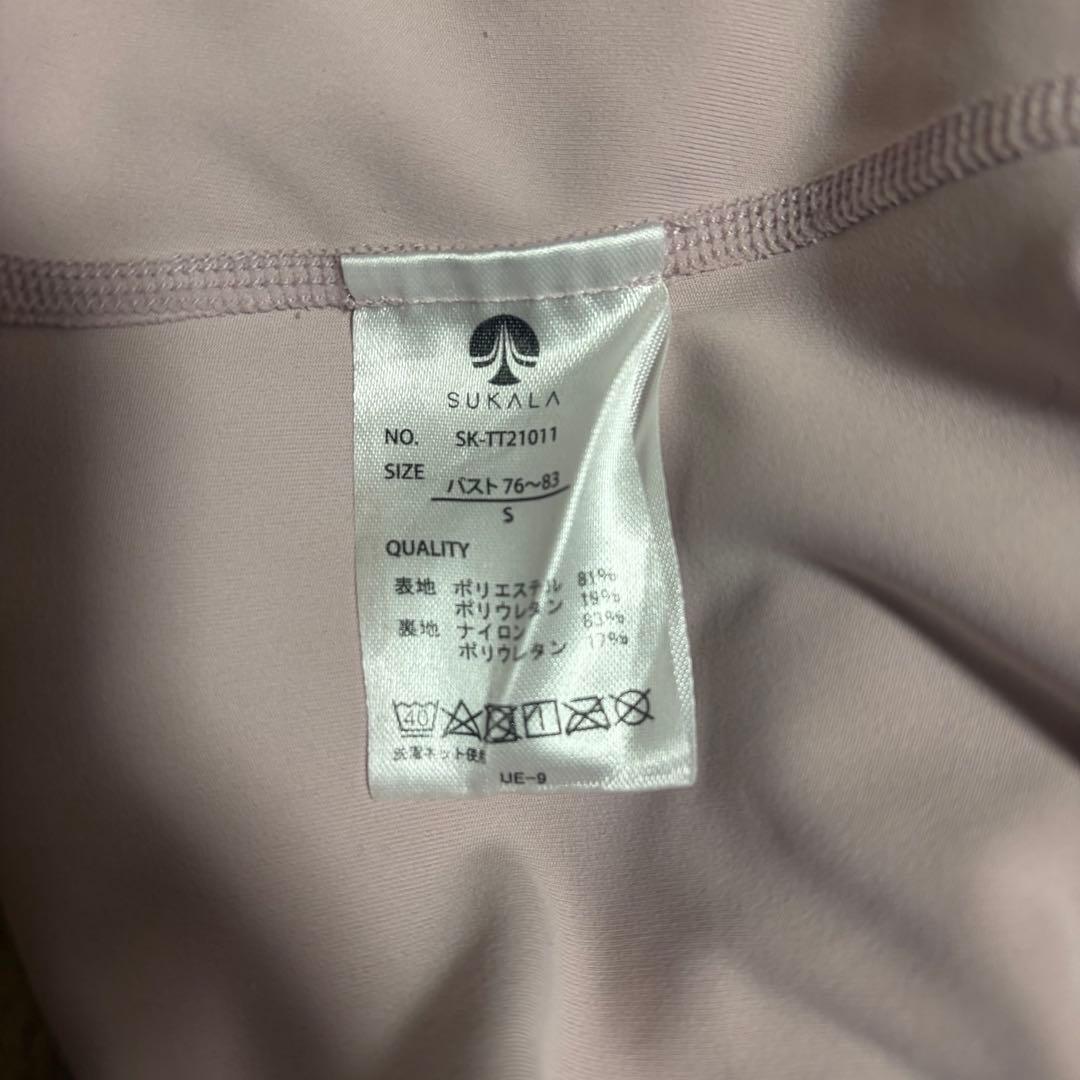 SUKALA
NO. SK-TT21011
SIZE バスト 76～83
S
QUALITY
表地 ポリエステル 81%
ポリウレタン 19%
裏地 ナイロン 83%
ポリウレタン 17%
40
洗濯ネット使用
UE-9